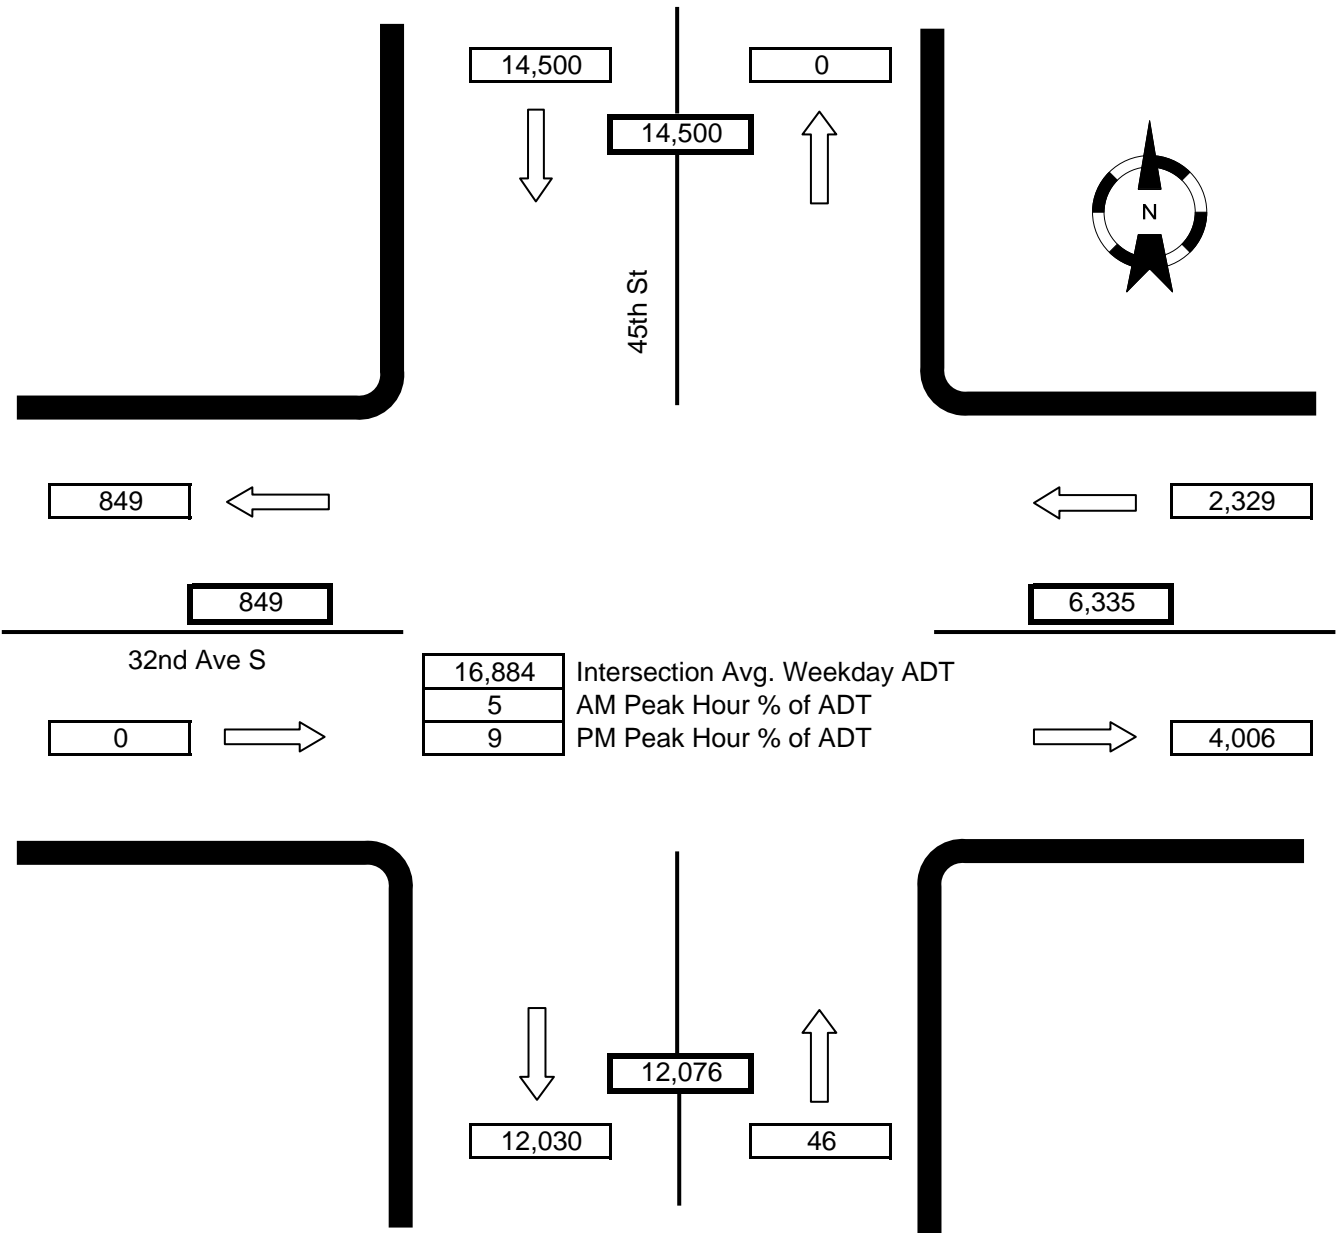 14,500
0
14,500
N
45th St
849
2,329
849
6,335
32nd Ave S
16,884 Intersection Avg. Weekday ADT
5 AM Peak Hour % of ADT
9 PM Peak Hour % of ADT
0
4,006
12,076
12,030
46